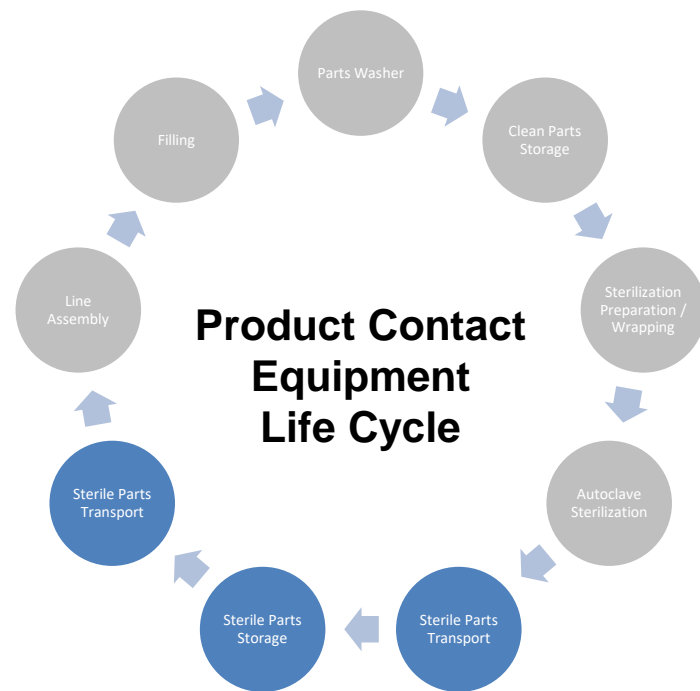 Parts Washer
Clean Parts
Storage
Sterilization
Preparation /
Wrapping
Autoclave
Sterilization
Sterile Parts
Transport
Sterile Parts
Storage
Sterile Parts
Transport
Line
Assembly
Filling
Product Contact
Equipment
Life Cycle